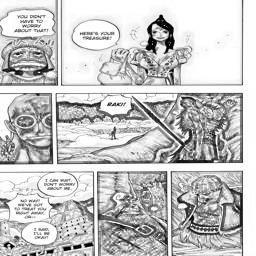 YOU DIDN'T
HAVE TO
WORRY
ABOUT THAT!
HERE'S YOUR
TREASURE!
RAKI!
I CAN WAIT,
DON'T WORRY
ABOUT ME.
NO WAY!
WE'VE GOT
TO TREAT YOU
RIGHT AWAY,
OR--
I SAID,
I'LL BE
OKAY!